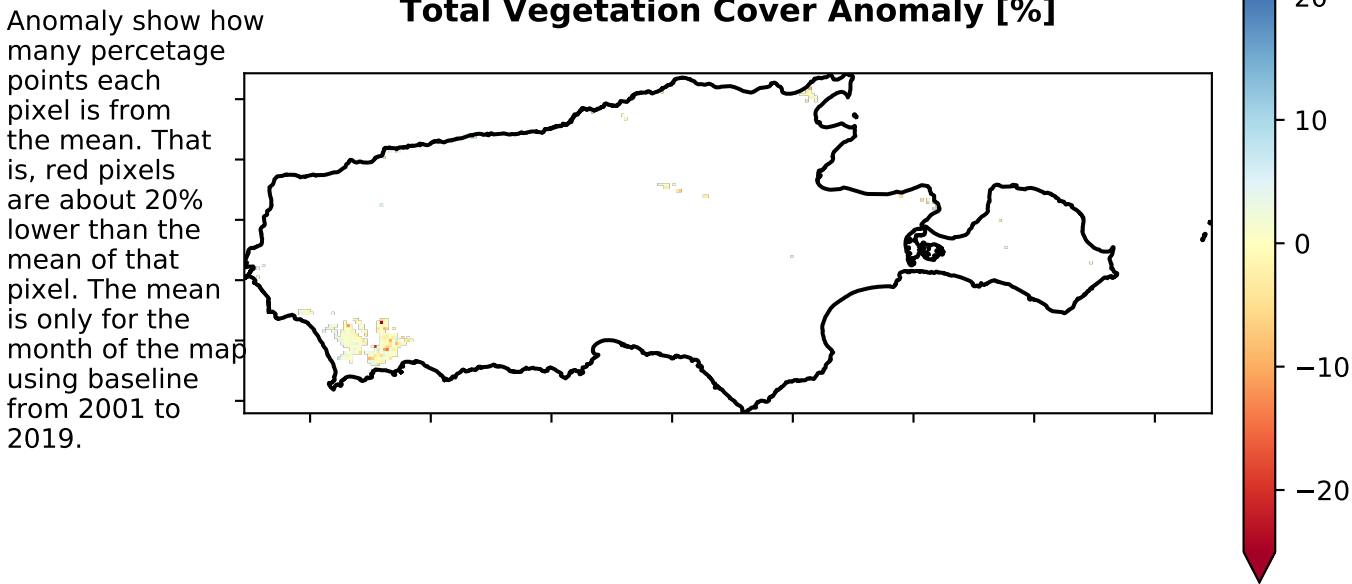 Total Vegetation Cover Anomaly [%]
Anomaly show how
many percetage
points each
pixel is from
the mean. That
is, red pixels
are about 20%
lower than the
mean of that
pixel. The mean
is only for the
month of the map
using baseline
from 2001 to
2019.
20
10
0
−10
−20